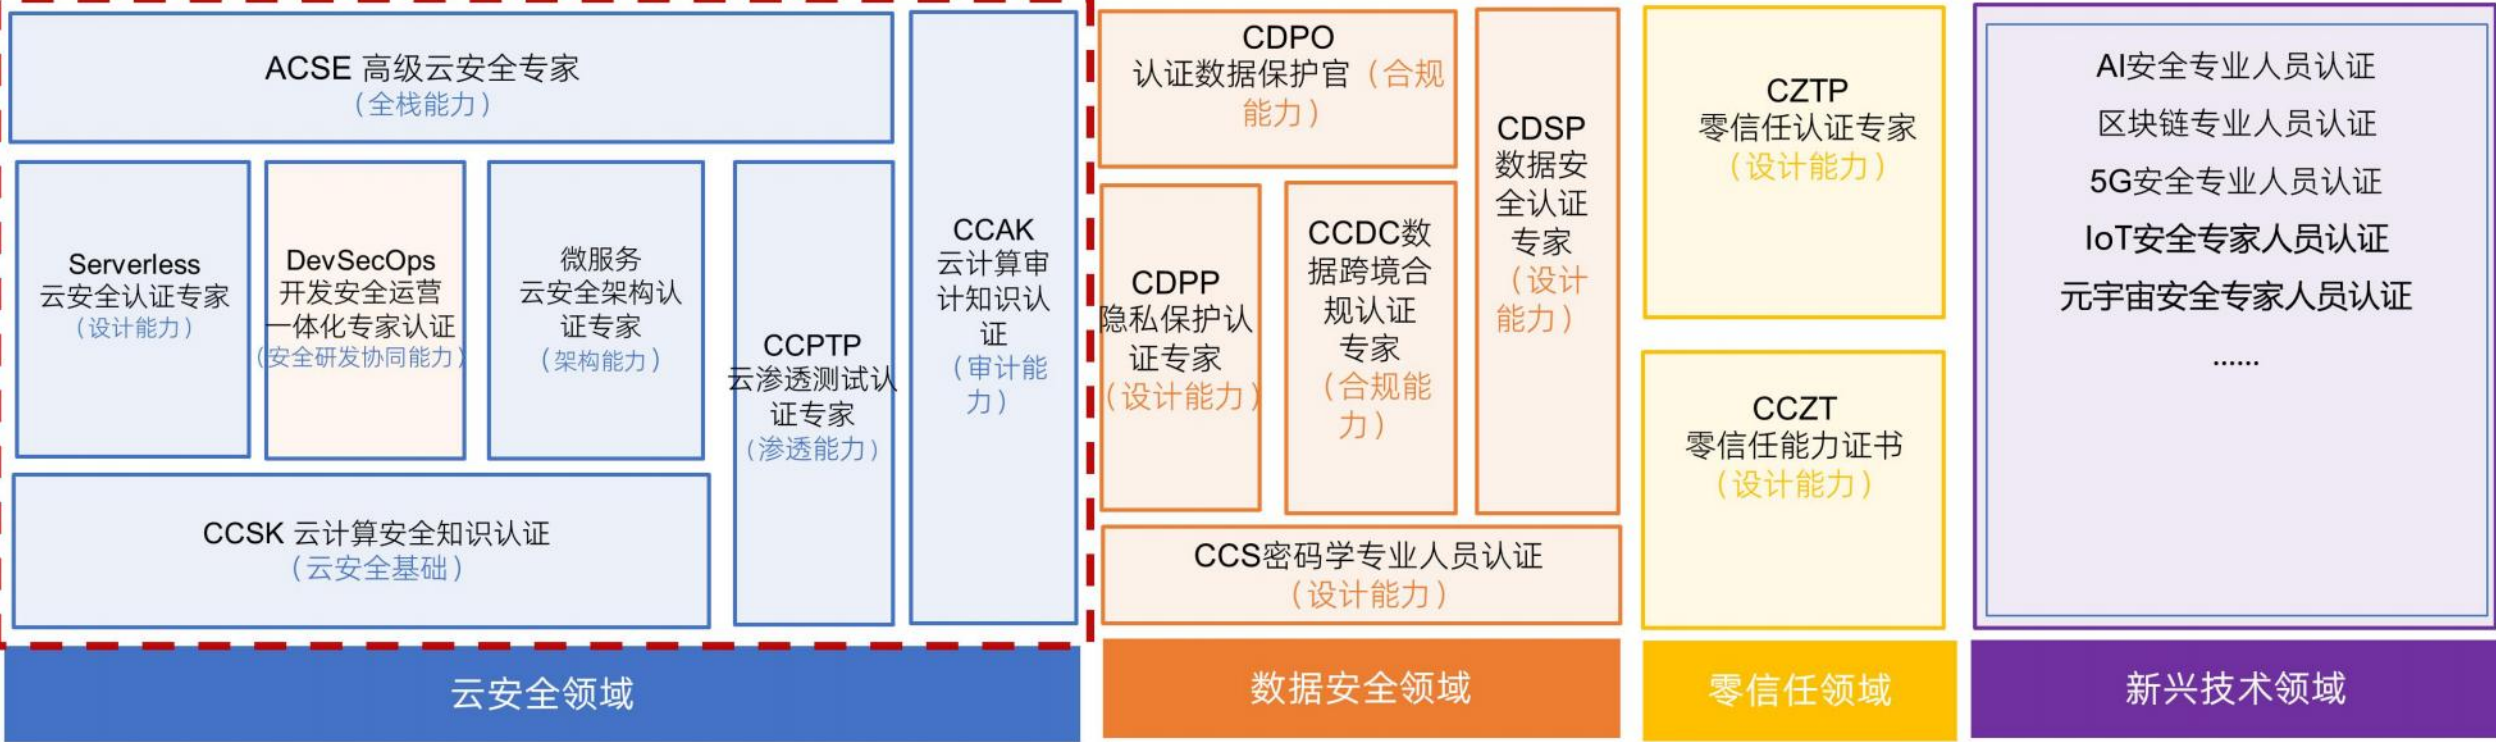 ACSE 高级云安全专家
（全栈能力）
Serverless
云安全认证专家
（设计能力）
DevSecOps
开发安全运营
一体化专家认证
（安全研发协同能力）
微服务
云安全架构认
证专家
（架构能力）
CCPTP
云渗透测试认
证专家
（渗透能力）
CCAK
云计算审
计知识认
证
（审计能
力）
CCSK 云计算安全知识认证
（云安全基础）
云安全领域
CDPO
认证数据保护官（合规
能力）
CDPP
隐私保护认
证专家
（设计能力）
CCDC数
据跨境合
规认证
专家
（合规能
力）
CDSP
数据安
全认证
专家
（设计
能力）
CCS密码学专业人员认证
（设计能力）
数据安全领域
CZTP
零信任认证专家
（设计能力）
CCZT
零信任能力证书
（设计能力）
零信任领域
AI安全专业人员认证
区块链专业人员认证
5G安全专业人员认证
IoT安全专家人员认证
元宇宙安全专家人员认证
......
新兴技术领域